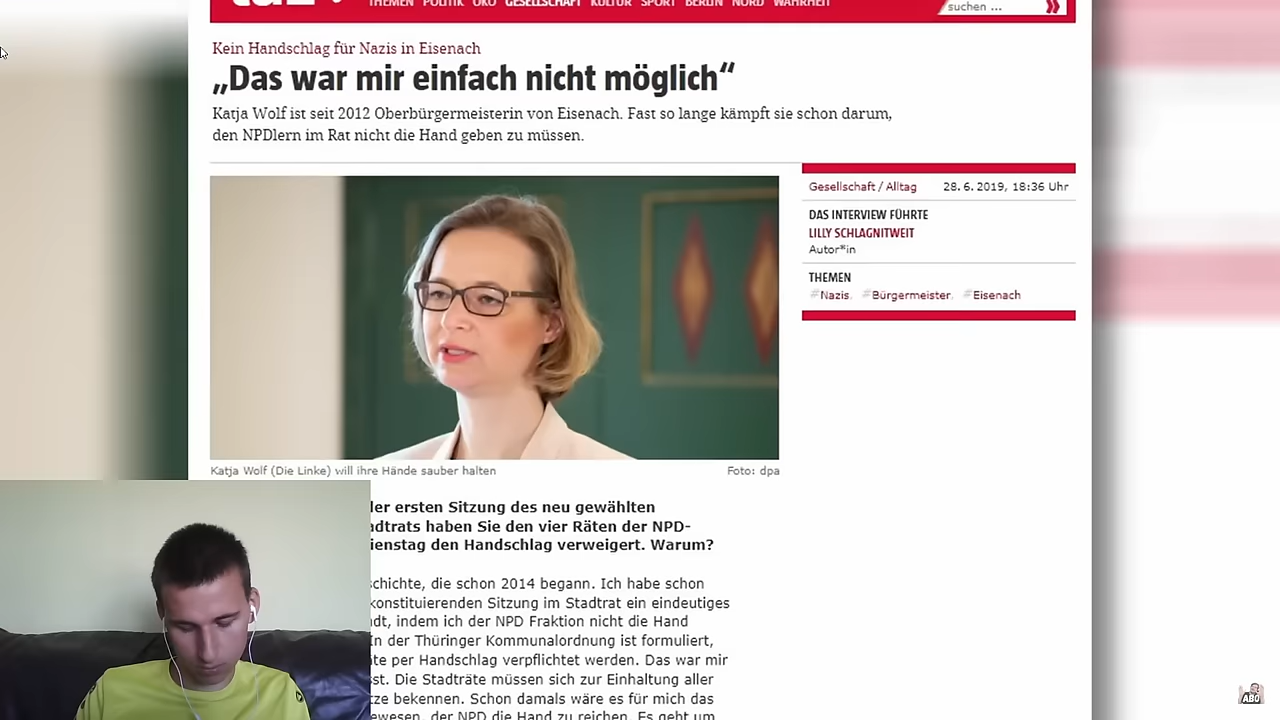 THEMEN POLITIK ÖKO GESELLSCHAFT KULTUR SPORT BERLIN NORD WAHRHEIT
suchen ...
Kein Handschlag für Nazis in Eisenach
„Das war mir einfach nicht möglich“
Katja Wolf ist seit 2012 Oberbürgermeisterin von Eisenach. Fast so lange kämpft sie schon darum,
den NPDlern im Rat nicht die Hand geben zu müssen.
Gesellschaft / Alltag 28. 6. 2019, 18:36 Uhr
DAS INTERVIEW FÜHRTE
LILLY SCHLAGNITWEIT
Autor*in
THEMEN
#Nazis, #Bürgermeister, #Eisenach
Katja Wolf (Die Linke) will ihre Hände sauber halten Foto: dpa
der ersten Sitzung des neu gewählten
adtrats haben Sie den vier Räten der NPD-
ienstag den Handschlag verweigert. Warum?
schichte, die schon 2014 begann. Ich habe schon
konstituierenden Sitzung im Stadtrat ein eindeutiges
dt, indem ich der NPD Fraktion nicht die Hand
In der Thüringer Kommunalordnung ist formuliert,
te per Handschlag verpflichtet werden. Das war mir
st. Die Stadträte müssen sich zur Einhaltung aller
tze bekennen. Schon damals wäre es für mich das
ewesen, der NPD die Hand zu reichen. Es geht um
ABO